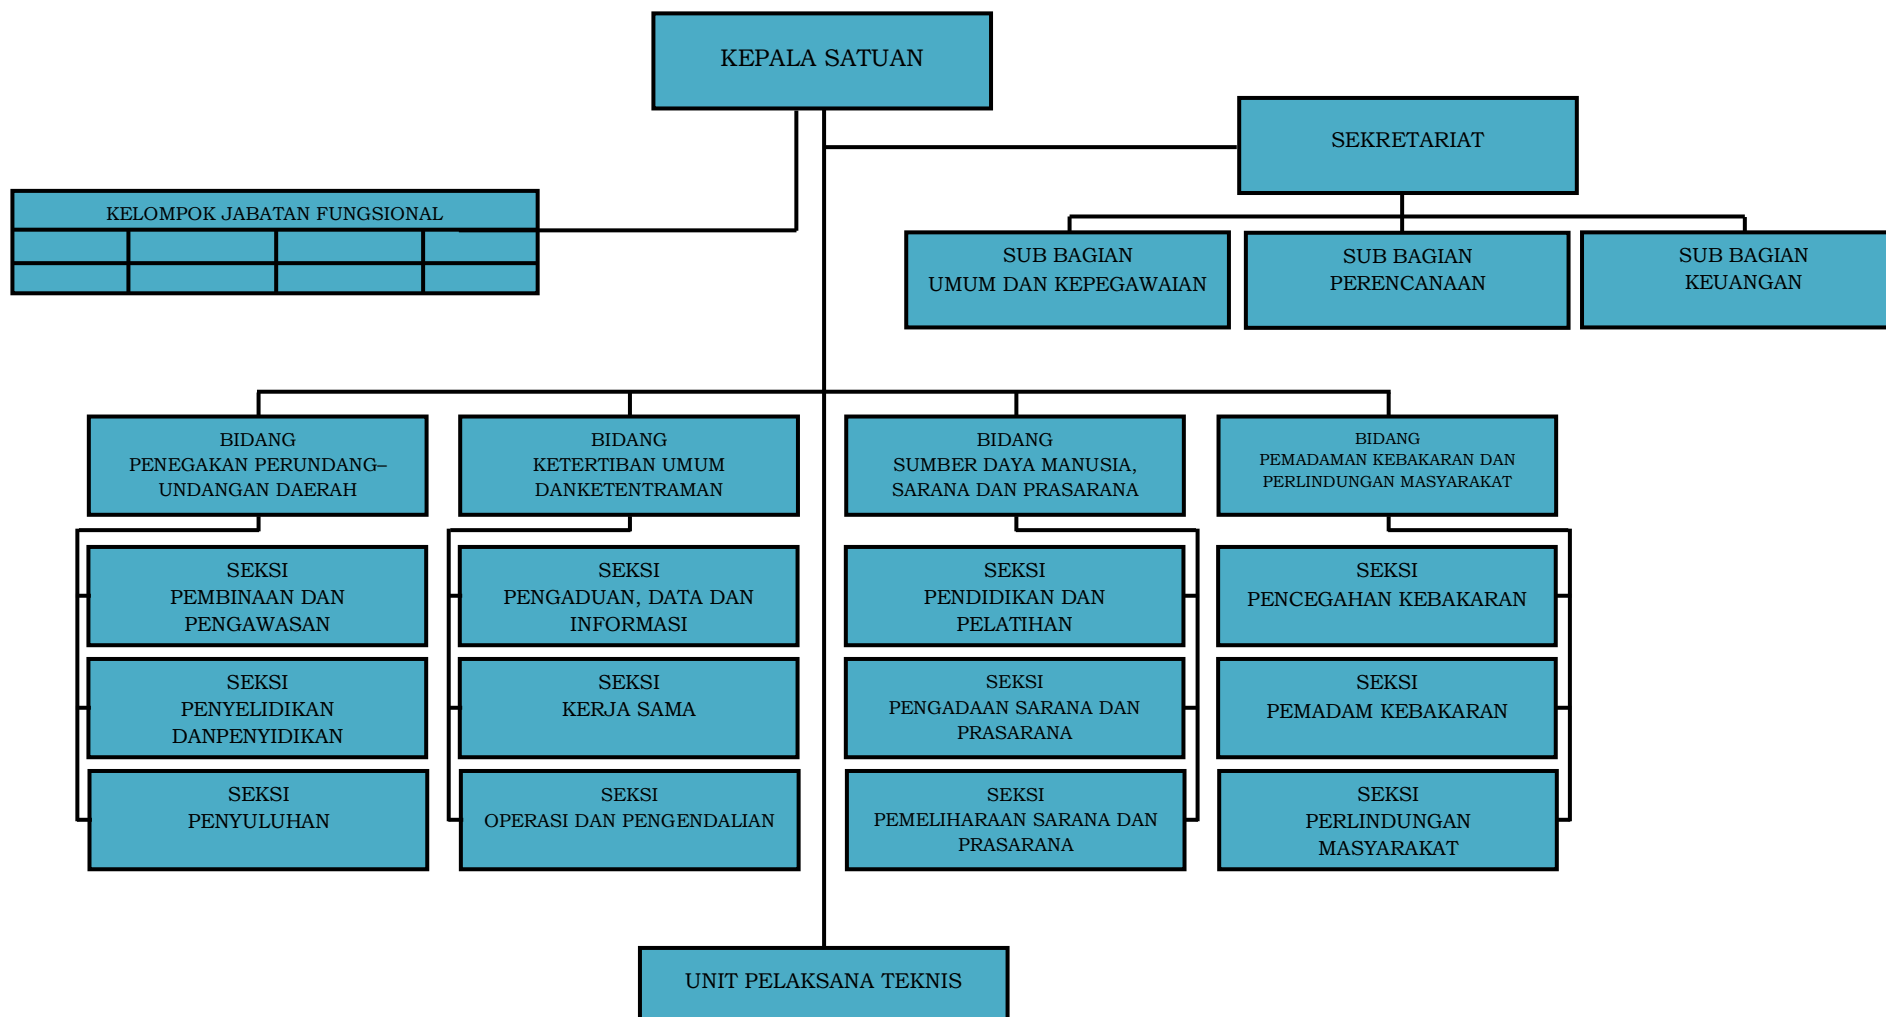 KEPALA SATUAN
SEKRETARIAT
KELOMPOK JABATAN FUNGSIONAL
SUB BAGIAN
UMUM DAN KEPEGAWAIAN
SUB BAGIAN
PERENCANAAN
SUB BAGIAN
KEUANGAN
BIDANG
PENEGAKAN PERUNDANG–
UNDANGAN DAERAH
BIDANG
KETERTIBAN UMUM
DANKETENTRAMAN
BIDANG
SUMBER DAYA MANUSIA,
SARANA DAN PRASARANA
BIDANG
PEMADAMAN KEBAKARAN DAN
PERLINDUNGAN MASYARAKAT
SEKSI
PEMBINAAN DAN
PENGAWASAN
SEKSI
PENGADUAN, DATA DAN
INFORMASI
SEKSI
PENDIDIKAN DAN
PELATIHAN
SEKSI
PENCEGAHAN KEBAKARAN
SEKSI
PENYELIDIKAN
DANPENYIDIKAN
SEKSI
KERJA SAMA
SEKSI
PENGADAAN SARANA DAN
PRASARANA
SEKSI
PEMADAM KEBAKARAN
SEKSI
PENYULUHAN
SEKSI
OPERASI DAN PENGENDALIAN
SEKSI
PEMELIHARAAN SARANA DAN
PRASARANA
SEKSI
PERLINDUNGAN
MASYARAKAT
UNIT PELAKSANA TEKNIS